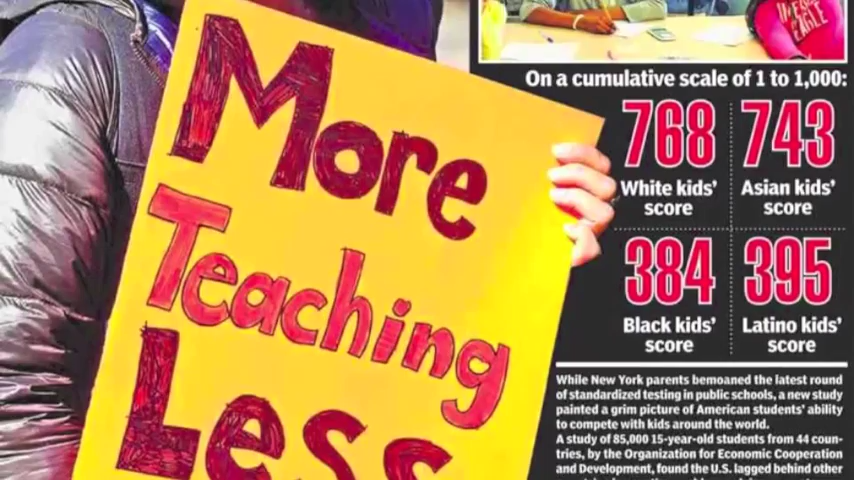 More
Teaching
Less
On a cumulative scale of 1 to 1,000:
768
White kids'
score
743
Asian kids'
score
384
Black kids'
score
395
Latino kids'
score
While New York parents bemoaned the latest round
of standardized testing in public schools, a new study
painted a grim picture of American students' ability
to compete with kids around the world.
A study of 85,000 15-year-old students from 44 coun-
tries, by the Organization for Economic Cooperation
and Development, found the U.S. lagged behind other